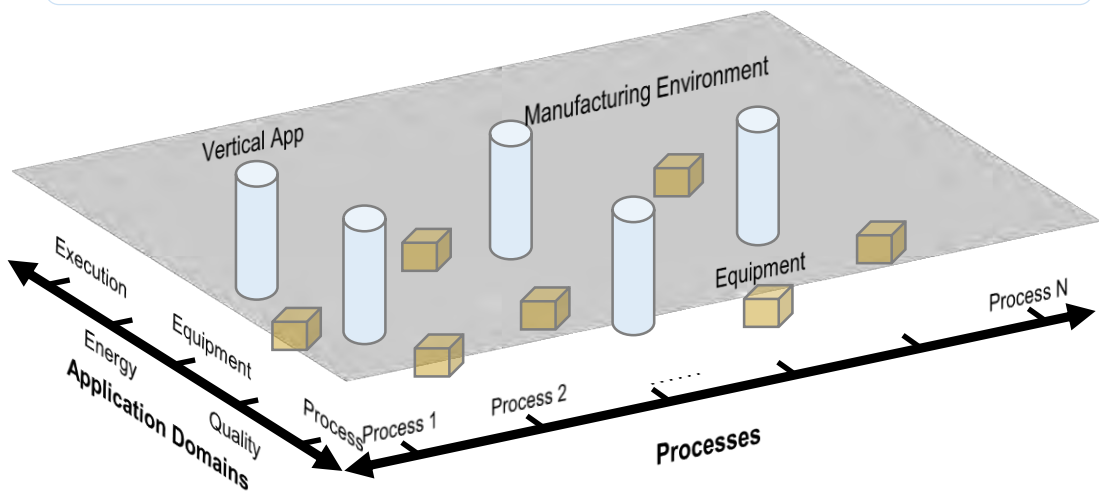 Manufacturing Environment
Vertical App
Equipment
Execution
Energy
Equipment
Quality
Process
Application Domains
Process 1
Process 2
......
Process N
Processes